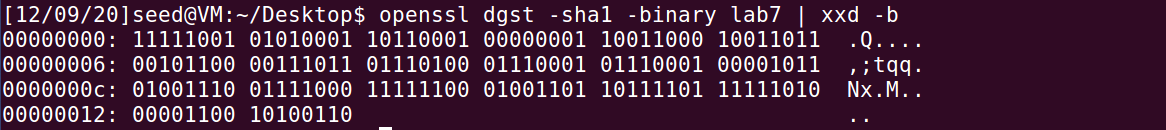 [12/09/20]seed@VM:~/Desktop$ openssl dgst -sha1 -binary lab7 | xxd -b
00000000: 11111001 01010001 10110001 00000001 10011000 10011011  .Q....
00000006: 00101100 00111011 01110100 01110001 01110001 00001011  ,;tqq.
0000000c: 01001110 01111000 11111100 01001101 10111101 11111010  Nx.M..
00000012: 00001100 10100110                                      ..